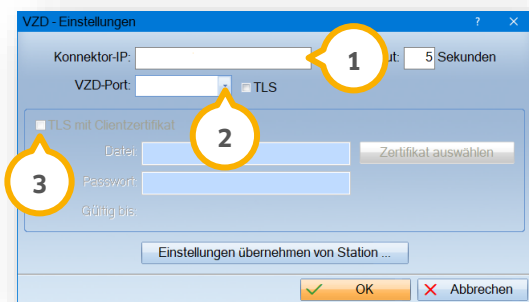 VZD - Einstellungen ? ×
Konnektor-IP: 1 ut: 5 Sekunden
VZD-Port: TLS
2
TLS mit Clientzertifikat
Datei: Zertifikat auswählen
3 Passwort:
Gültig bis:
Einstellungen übernehmen von Station ...
OK Abbrechen